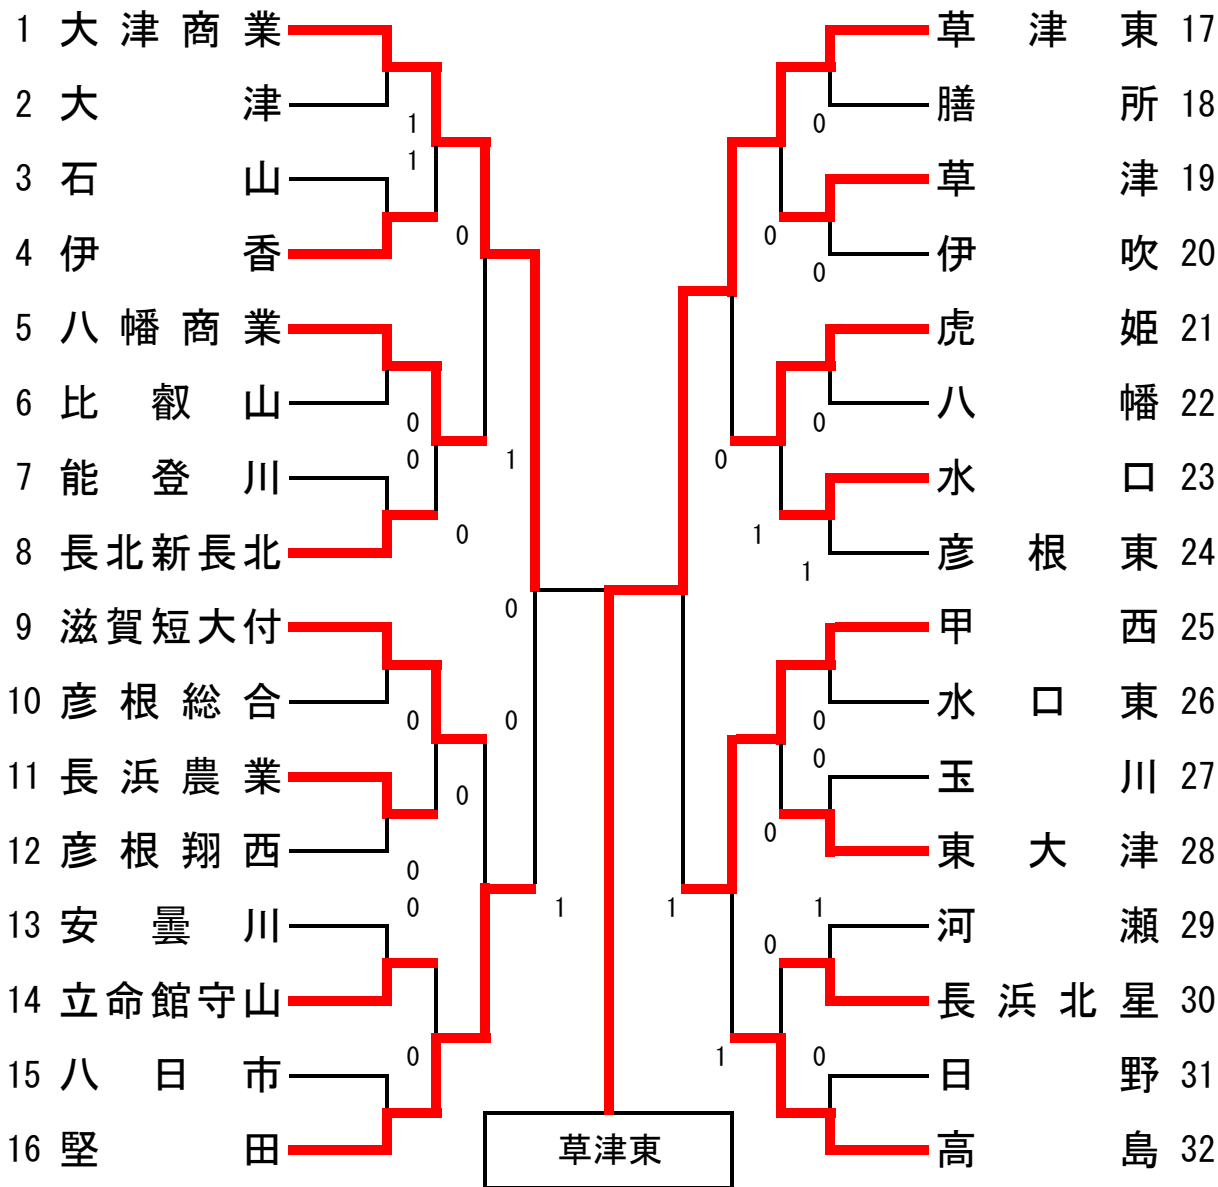 1 大津商業
2 大津
3 石山
4 伊香
5 八幡商業
6 比叡山
7 能登川
8 長北新長北
9 滋賀短大付
10 彦根総合
11 長浜農業
12 彦根翔西
13 安曇川
14 立命館守山
15 八日市
16 堅田
1
1
0
0
0
1
0
0
0
0
0
0
0
1
0
草津東 17
膳所 18
草津 19
伊吹 20
虎姫 21
八幡 22
水口 23
彦根東 24
甲西 25
水口東 26
玉川 27
東大津 28
河瀬 29
長浜北星 30
日野 31
高島 32
0
0
0
0
0
1
1
0
0
0
1
1
0
0
1
草津東